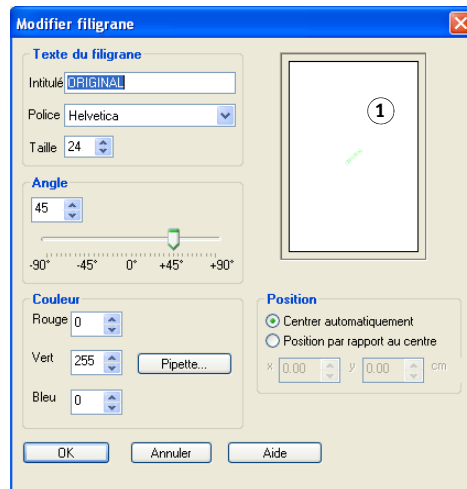 Modifier filigrane
Texte du filigrane
Intitulé ORIGINAL
Police Helvetica
Taille 24
1
Angle
45
-90° -45° 0° +45° +90°
Couleur
Rouge 0
Vert 255 Pipette...
Bleu 0
Position
Centrer automatiquement
Position par rapport au centre
x 0.00 y 0.00 cm
OK Annuler Aide